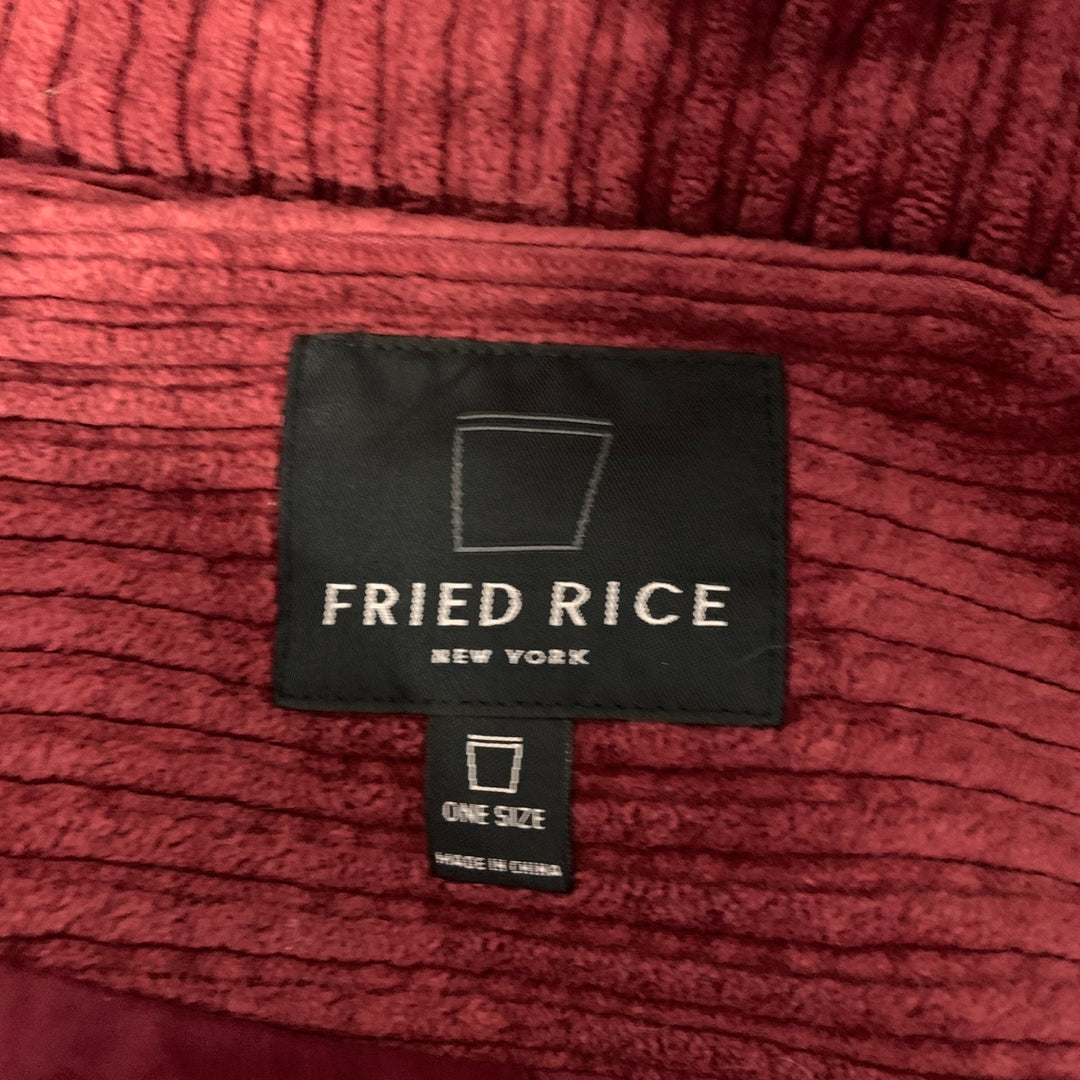 FRIED RICE
NEW YORK
ONE SIZE
MADE IN CHINA